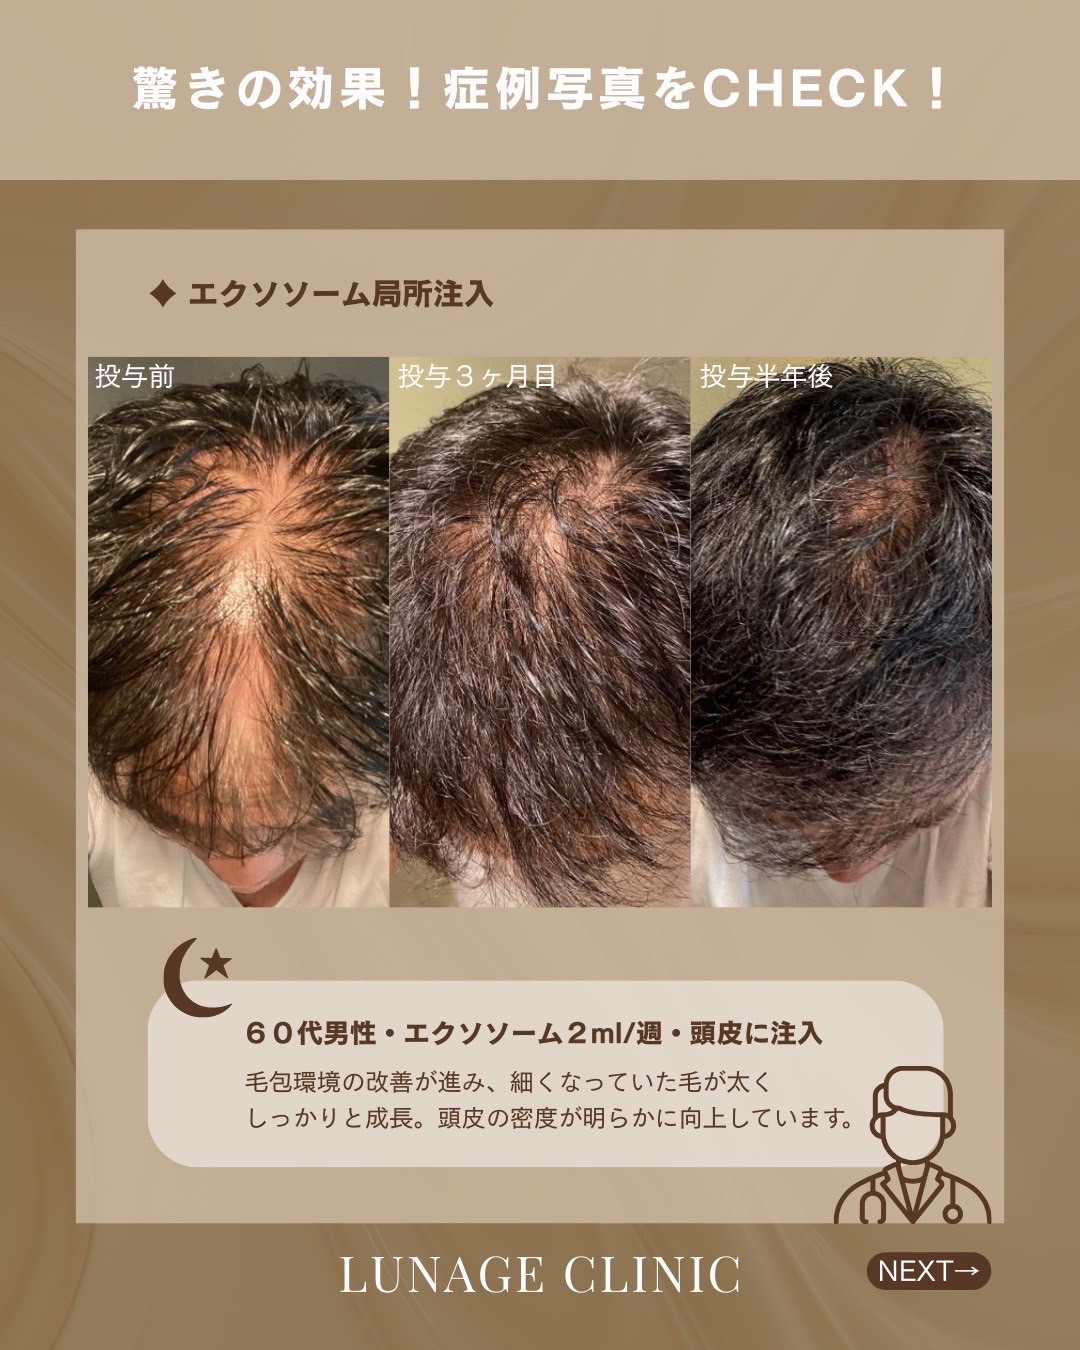 驚きの効果！症例写真をCHECK！
エクソソーム局所注入
投与前
投与３ヶ月目
投与半年後
６０代男性・エクソソーム２ml/週・頭皮に注入
毛包環境の改善が進み、細くなっていた毛が太く
しっかりと成長。頭皮の密度が明らかに向上しています。
LUNAGE CLINIC
NEXT→